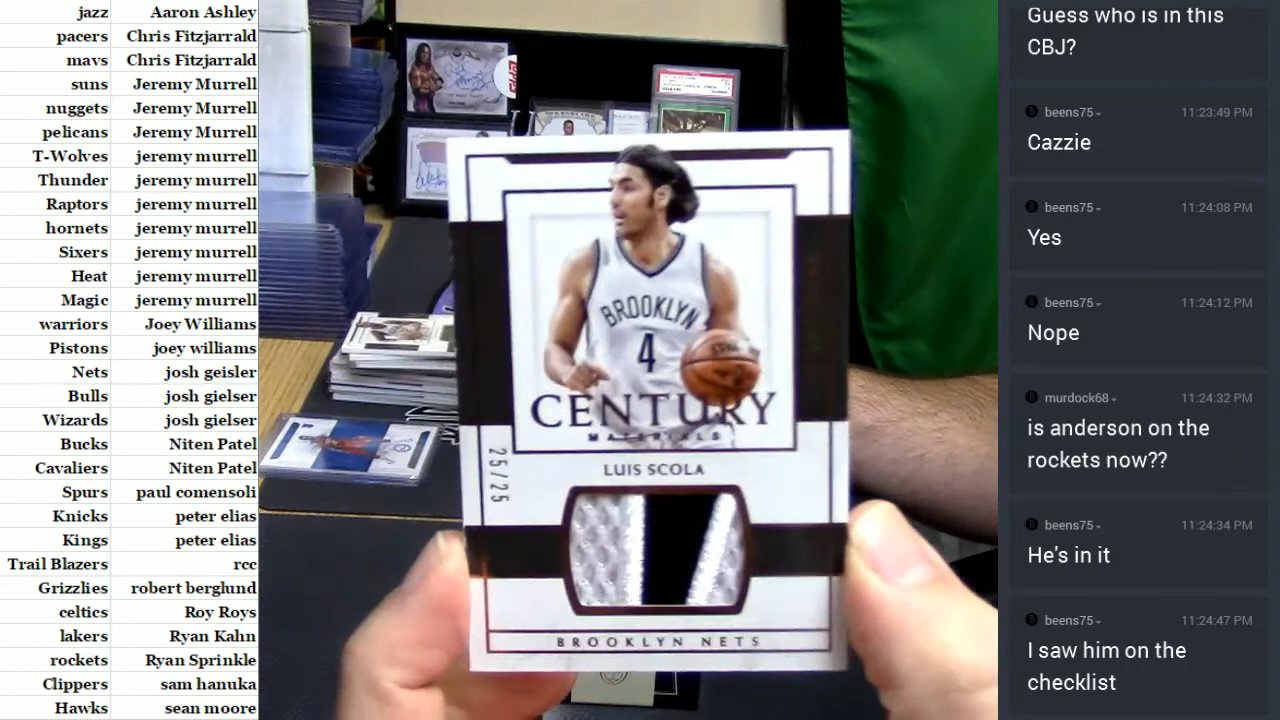 jazz Aaron Ashley
pacers Chris Fitzjarrald
mavs Chris Fitzjarrald
suns Jeremy Murrell
nuggets Jeremy Murrell
pelicans Jeremy Murrell
T-Wolves jeremy murrell
Thunder jeremy murrell
Raptors jeremy murrell
hornets jeremy murrell
Sixers jeremy murrell
Heat jeremy murrell
Magic jeremy murrell
warriors Joey Williams
Pistons joey williams
Nets josh geisler
Bulls josh gielser
Wizards josh gielser
Bucks Niten Patel
Cavaliers Niten Patel
Spurs paul comensoli
Knicks peter elias
Kings peter elias
Trail Blazers rcc
Grizzlies robert berglund
celtics Roy Roys
lakers Ryan Kahn
rockets Ryan Sprinkle
Clippers sam hanuka
Hawks sean moore
BROOKLYN
4
CENTURY
MATERIALS
LUIS SCOLA
25/25
BROOKLYN NETS
Guess who is in this
CBJ?
beens75 11:23:49 PM
Cazzie
beens75 11:24:08 PM
Yes
beens75 11:24:12 PM
Nope
murdock68 11:24:32 PM
is anderson on the
rockets now??
beens75 11:24:34 PM
He's in it
beens75 11:24:47 PM
I saw him on the
checklist